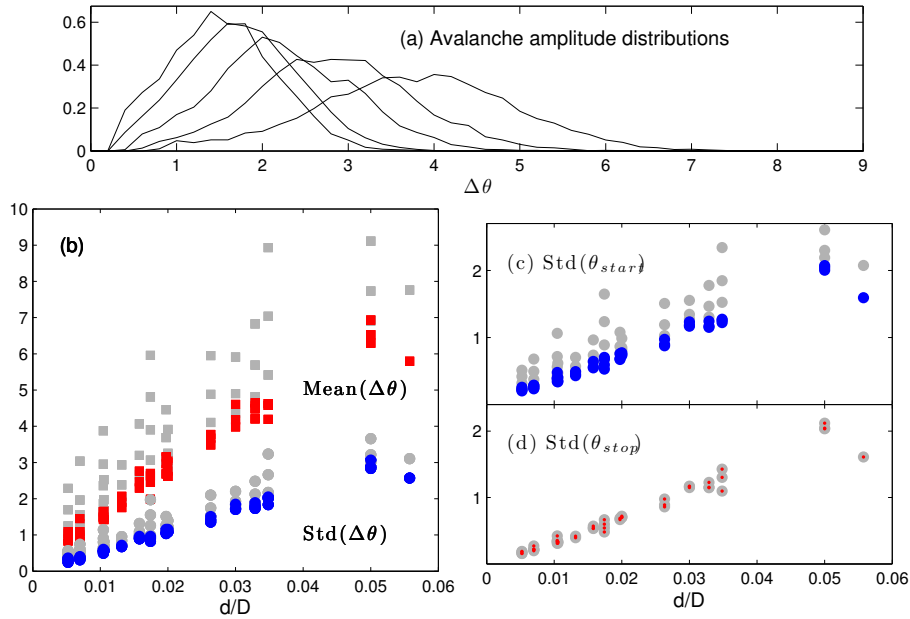 (a) Avalanche amplitude distributions
0.6
0.4
0.2
0
0 1 2 3 4 5 6 7 8 9
Δθ
(b)
10
9
8
7
6
5
4
3
2
1
0
Mean(Δθ)
Std(Δθ)
0 0.01 0.02 0.03 0.04 0.05 0.06
d/D
(c) Std(θstart)
2
1
(d) Std(θstop)
2
1
0 0.01 0.02 0.03 0.04 0.05 0.06
d/D